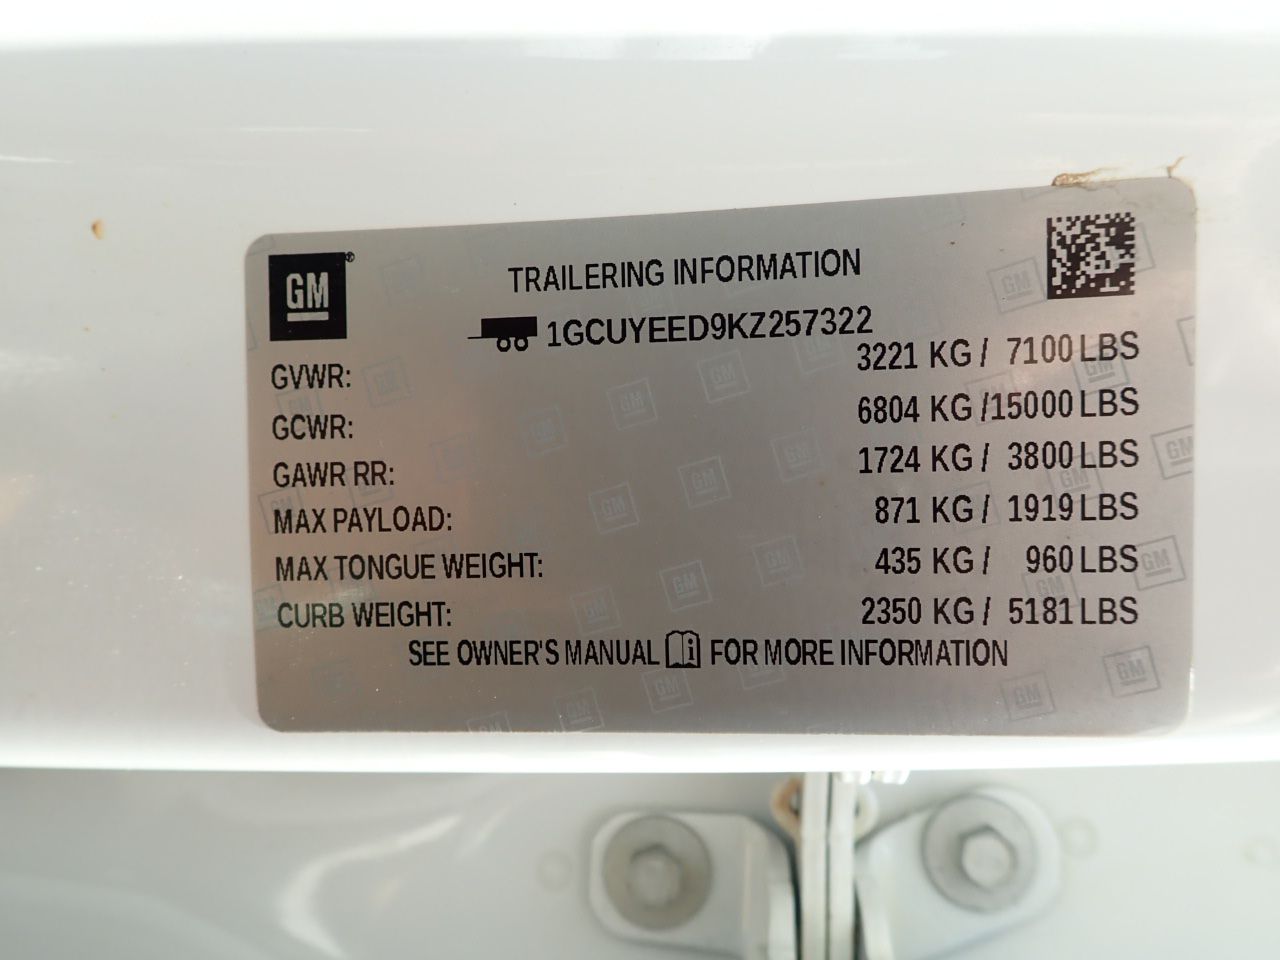 GM®
TRAILERING INFORMATION
1GCUYEED9KZ257322
GVWR: 3221 KG / 7100 LBS
GCWR: 6804 KG /15000 LBS
GAWR RR: 1724 KG / 3800 LBS
MAX PAYLOAD: 871 KG / 1919 LBS
MAX TONGUE WEIGHT: 435 KG / 960 LBS
CURB WEIGHT: 2350 KG / 5181 LBS
SEE OWNER'S MANUAL i FOR MORE INFORMATION